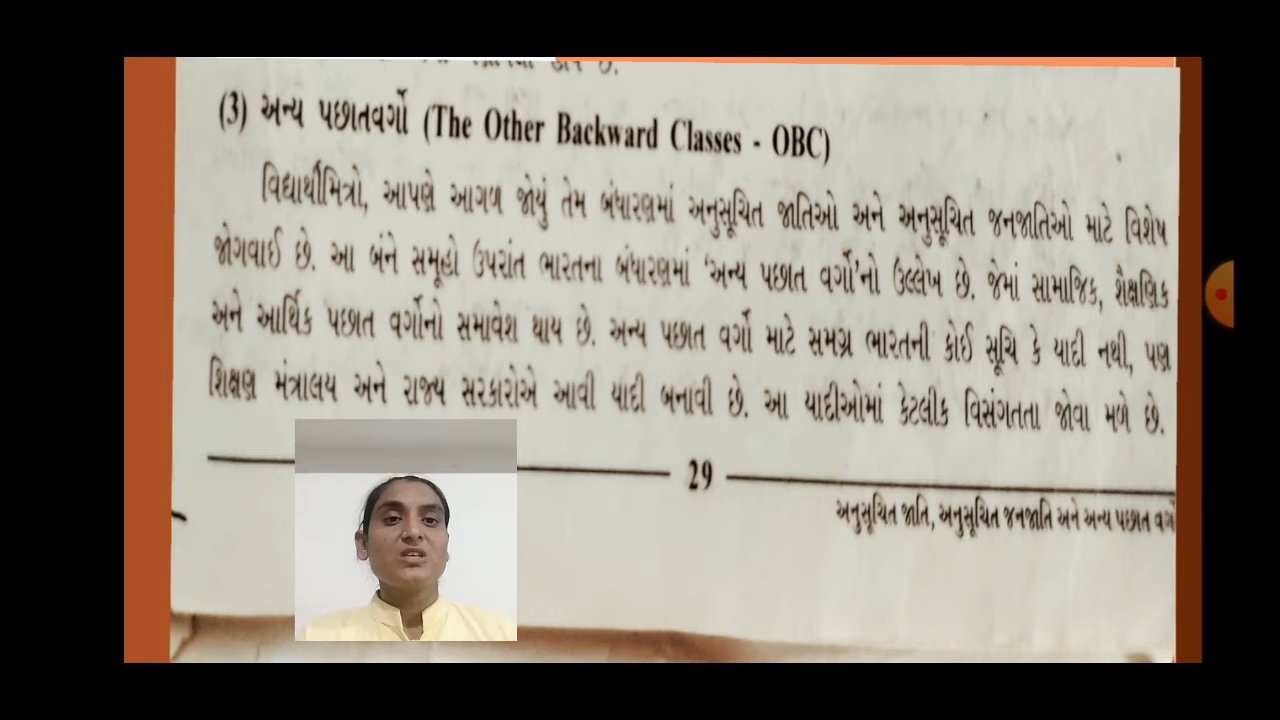 છે.
(3) અન્ય પછાતવર્ગો (The Other Backward Classes - OBC)
વિદ્યાર્થીમિત્રો, આપણે આગળ જોયું તેમ બંધારણમાં અનુસૂચિત જાતિઓ અને અનુસૂચિત જનજાતિઓ માટે વિશેષ
જોગવાઈ છે. આ બંને સમૂહો ઉપરાંત ભારતના બંધારણમાં ‘અન્ય પછાત વર્ગો’નો ઉલ્લેખ છે. જેમાં સામાજિક, શૈક્ષણિક
અને આર્થિક પછાત વર્ગોનો સમાવેશ થાય છે. અન્ય પછાત વર્ગો માટે સમગ્ર ભારતની કોઈ સૂચિ કે યાદી નથી, પણ
શિક્ષણ મંત્રાલય અને રાજ્ય સરકારોએ આવી યાદી બનાવી છે. આ યાદીઓમાં કેટલીક વિસંગતતા જોવા મળે છે.
29
અનુસૂચિત જાતિ, અનુસૂચિત જનજાતિ અને અન્ય પછાત